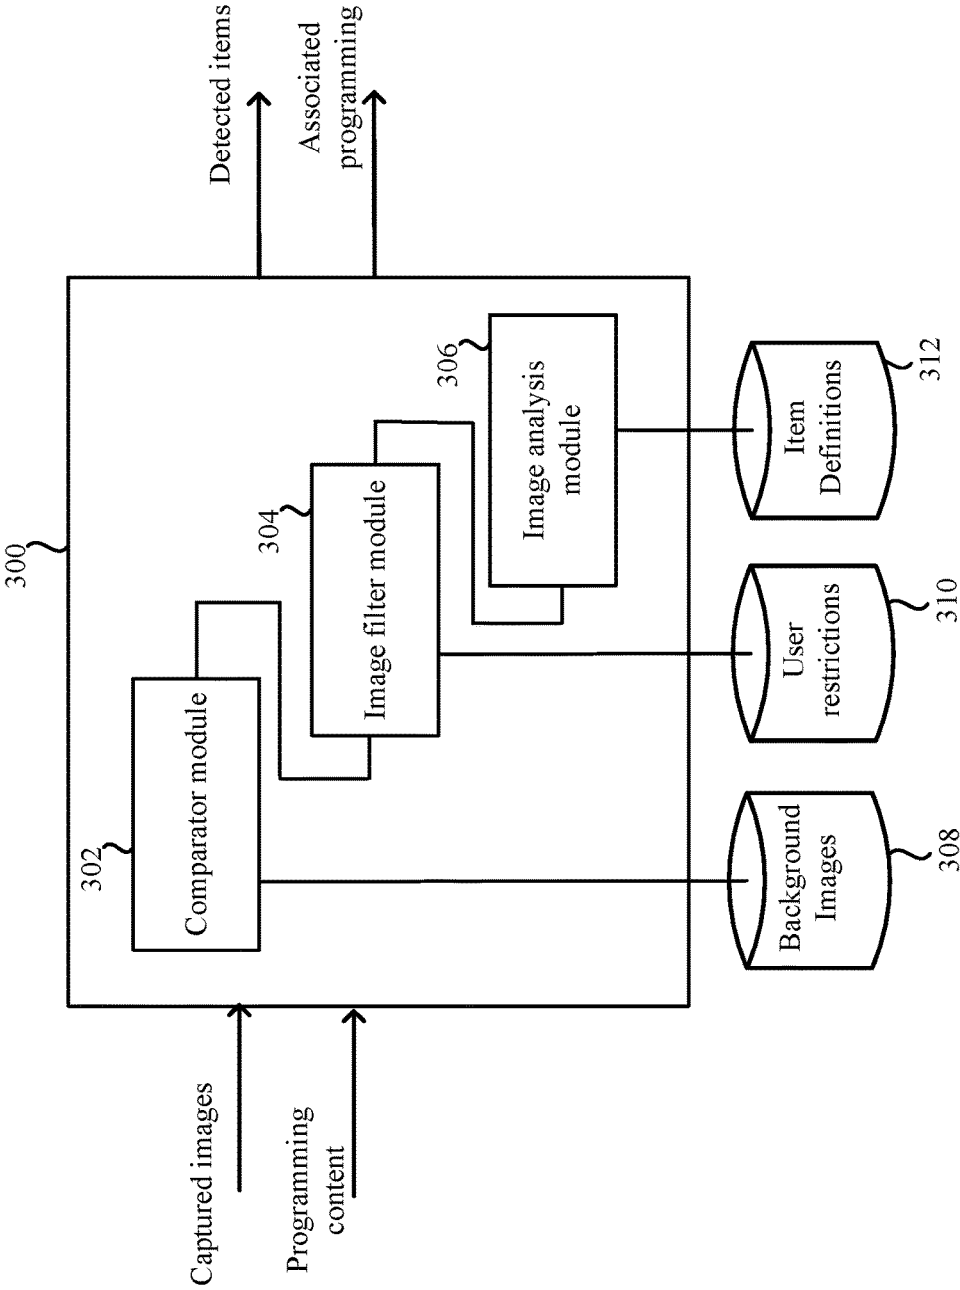 300
302
Comparator module
304
Image filter module
306
Image analysis
module
Captured images
Programming
content
Detected items
Associated
programming
Background
Images
308
User
restrictions
310
Item
Definitions
312